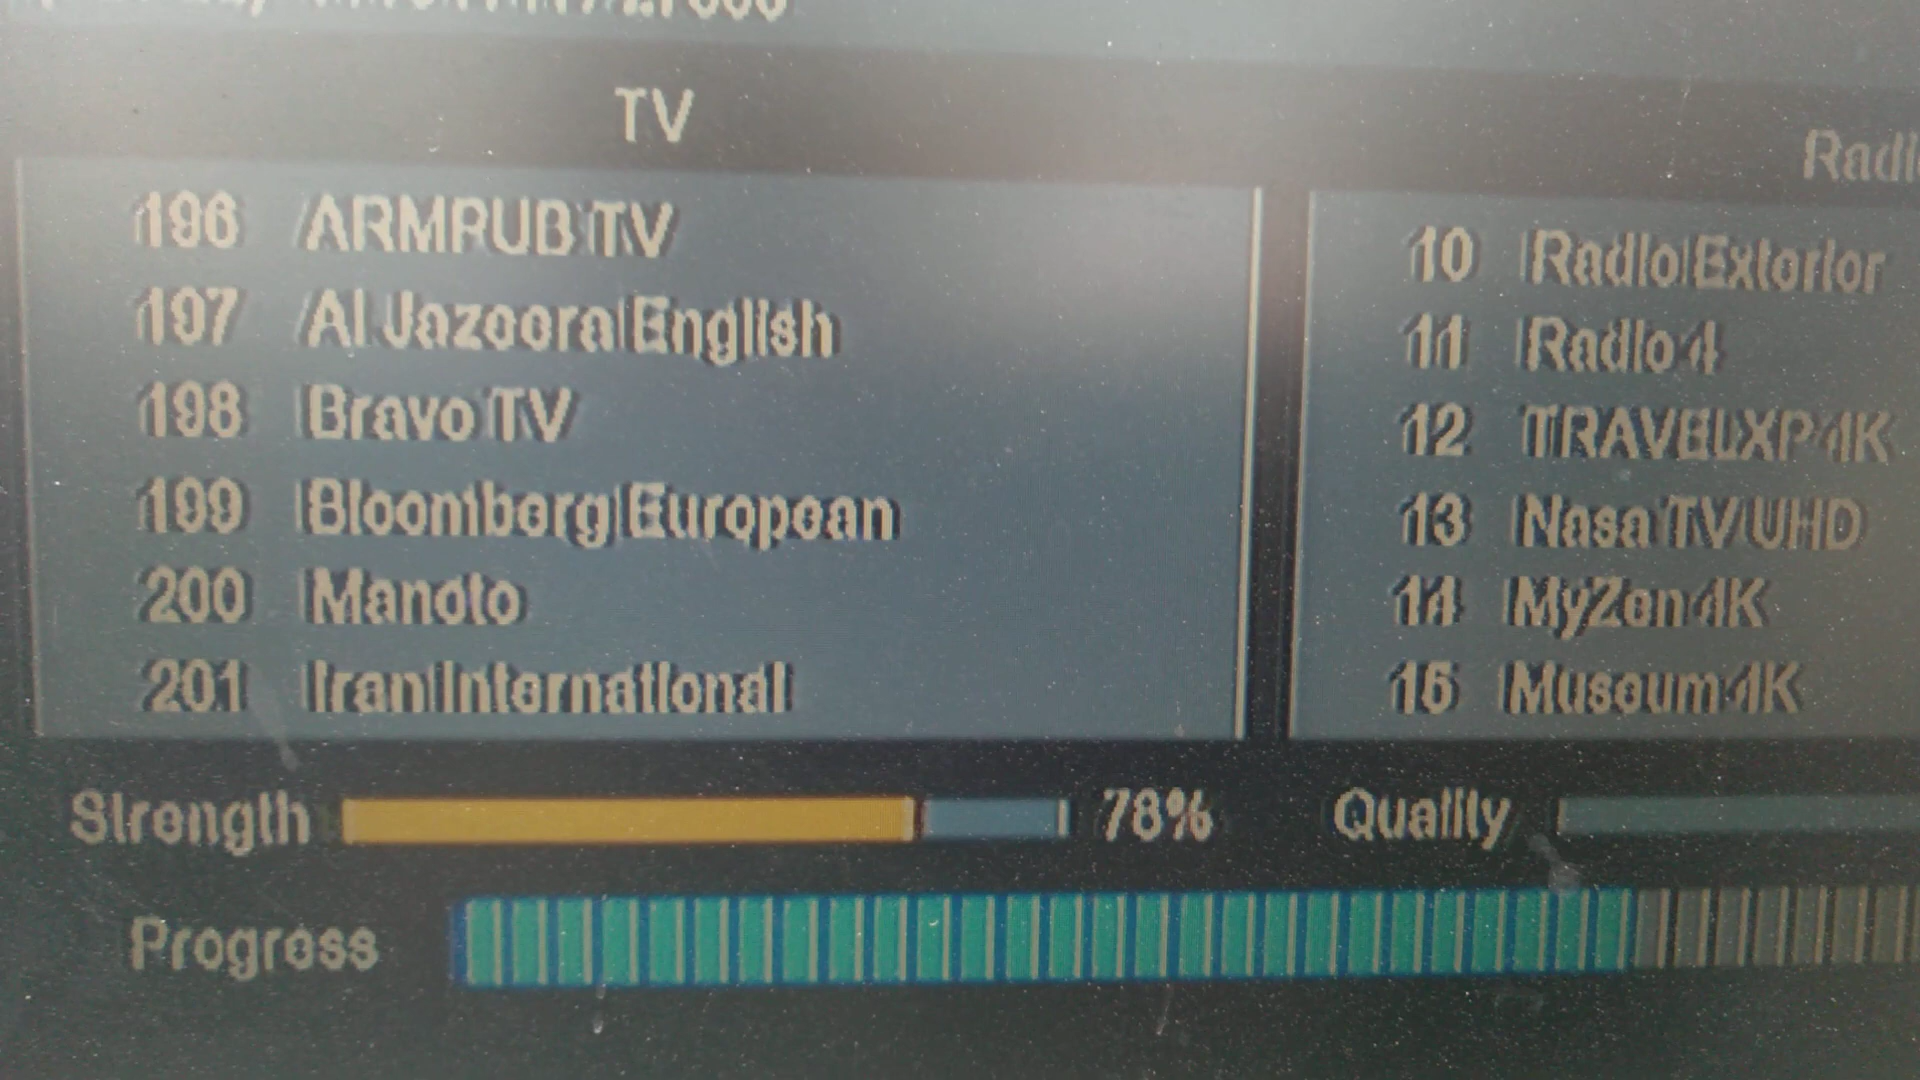 TV
196 ARMPUB TV
197 Al Jazeera English
198 Bravo TV
199 Bloomberg European
200 Manoto
201 Iran International
Radio
10 Radio Exterior
11 Radio 4
12 TRAVELXP 4K
13 Nasa TV UHD
14 MyZen 4K
15 Museum 4K
Strength 78% Quality
Progress